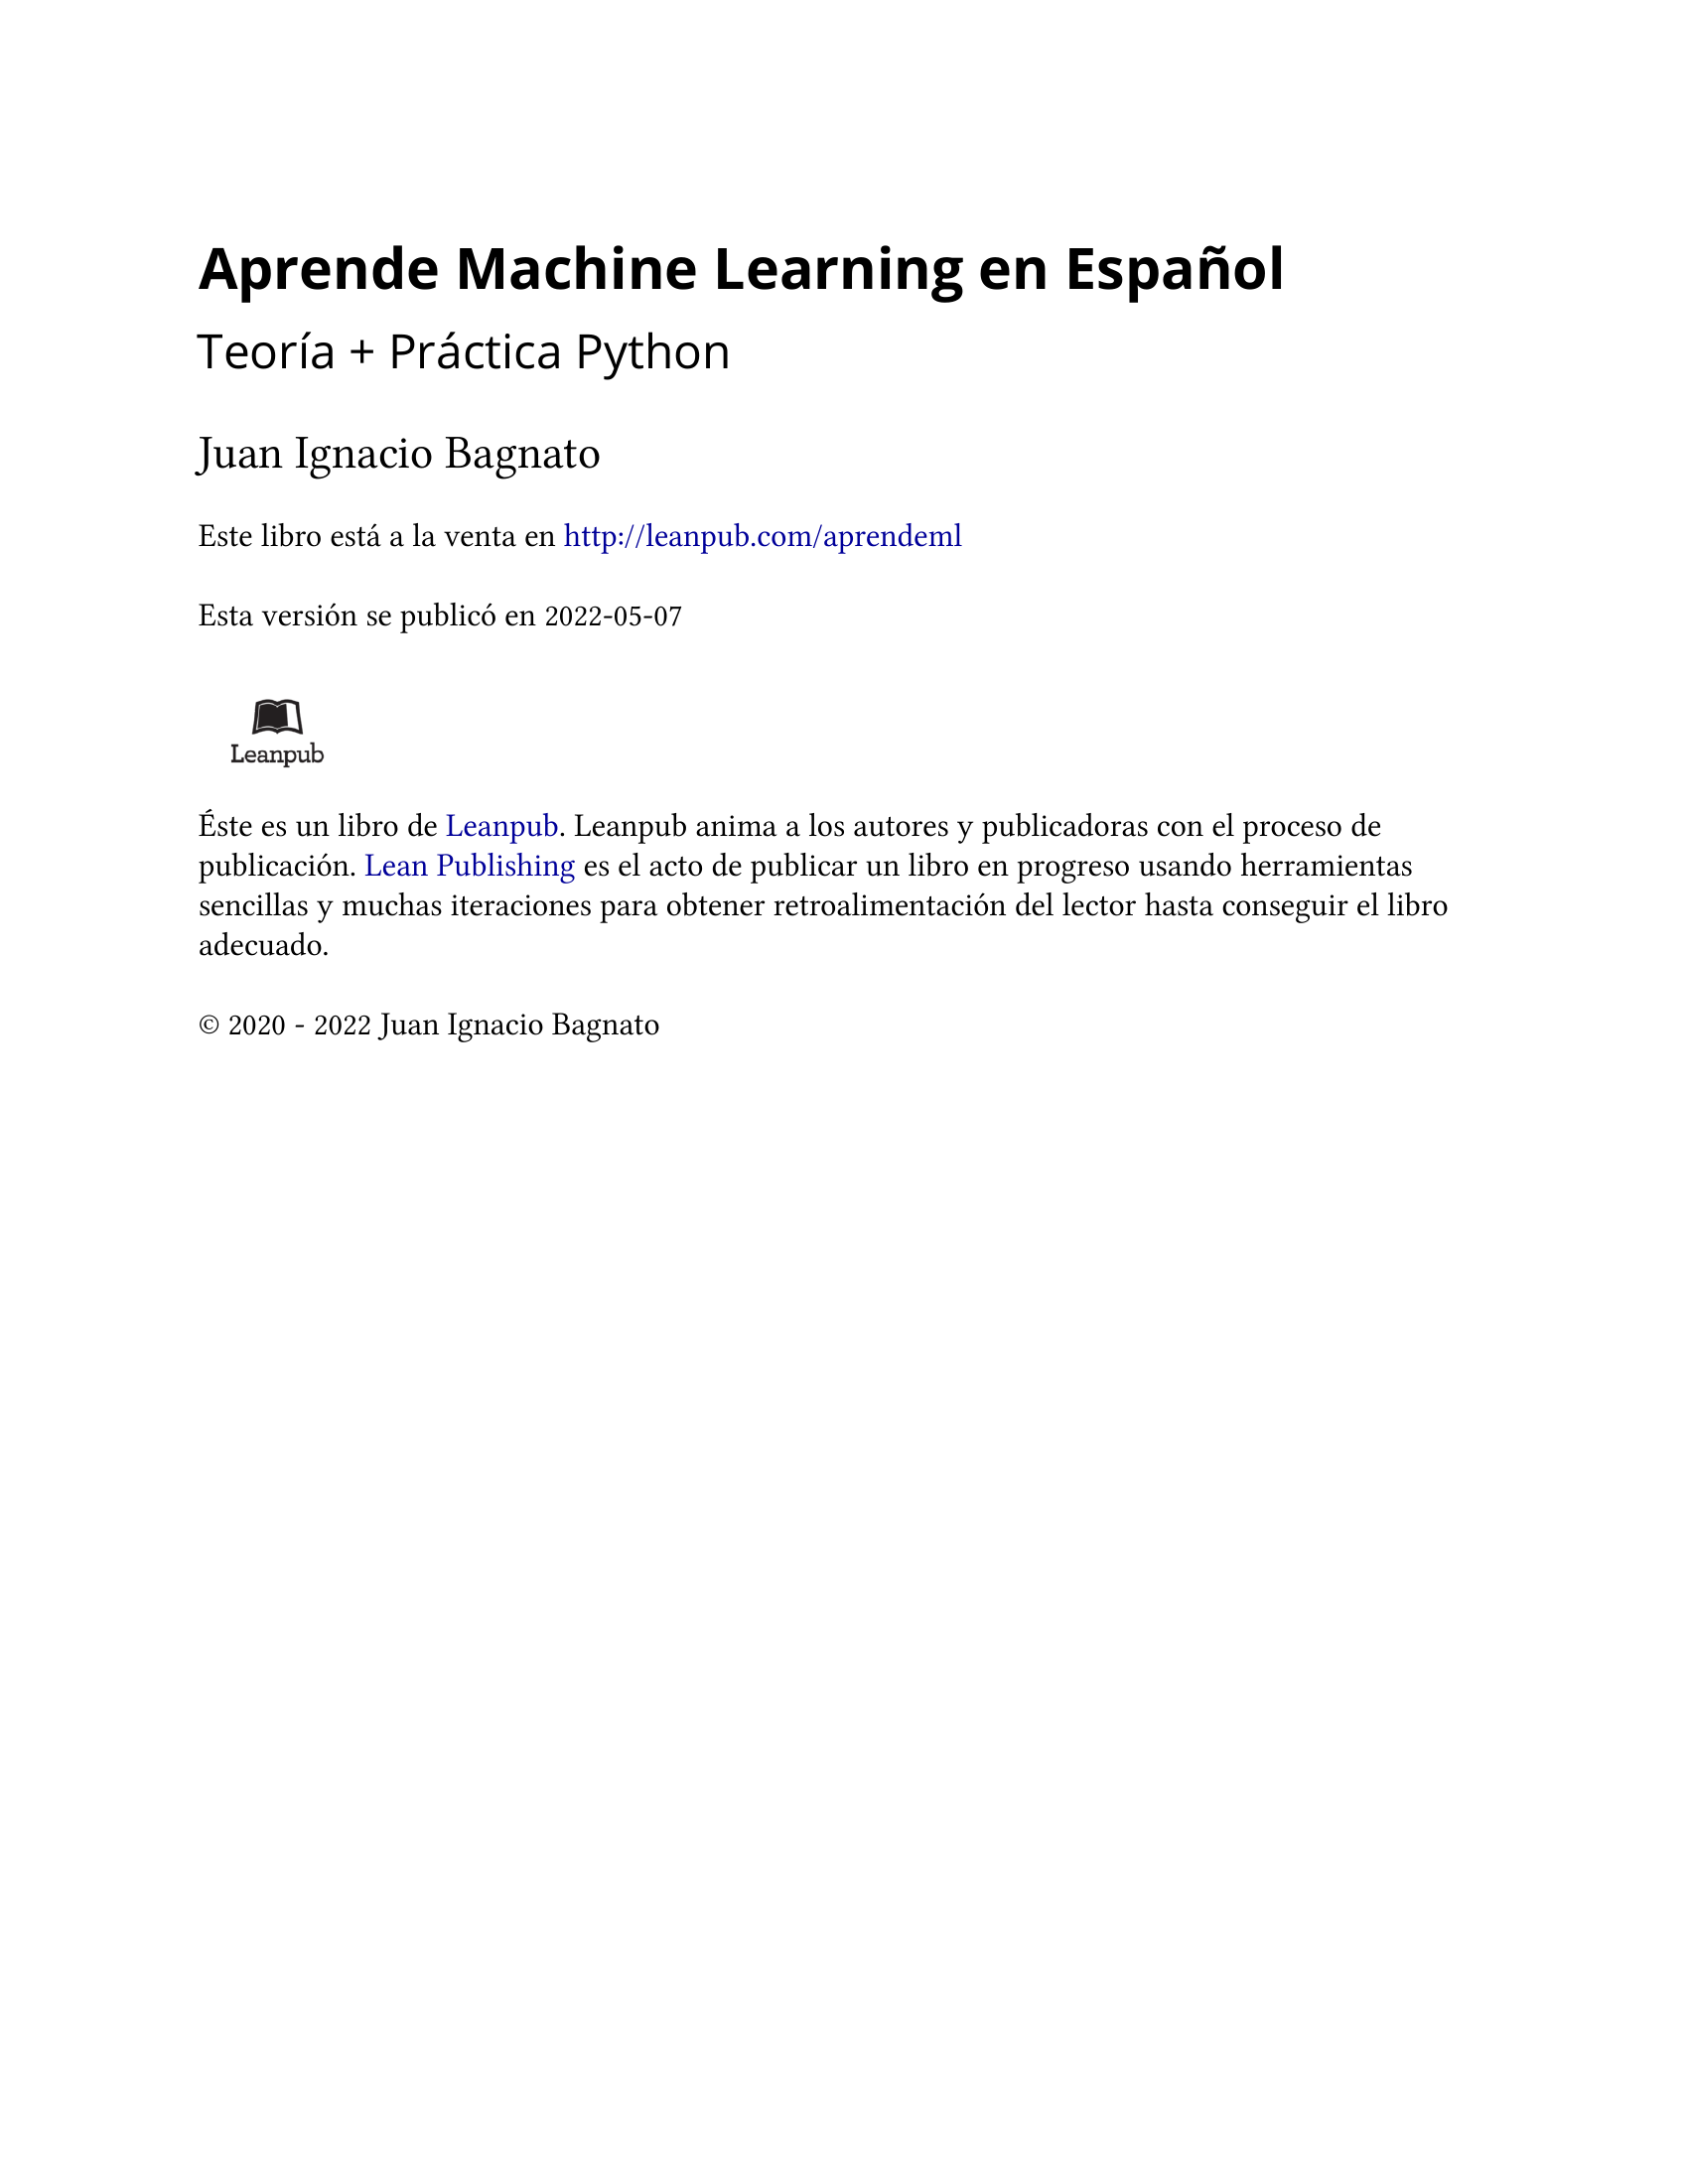 Aprende Machine Learning en Español
Teoría + Práctica Python
Juan Ignacio Bagnato
Este libro está a la venta en http://leanpub.com/aprendeml
Esta versión se publicó en 2022-05-07
Leanpub
Éste es un libro de Leanpub. Leanpub anima a los autores y publicadoras con el proceso de
publicación. Lean Publishing es el acto de publicar un libro en progreso usando herramientas
sencillas y muchas iteraciones para obtener retroalimentación del lector hasta conseguir el libro
adecuado.
© 2020 - 2022 Juan Ignacio Bagnato